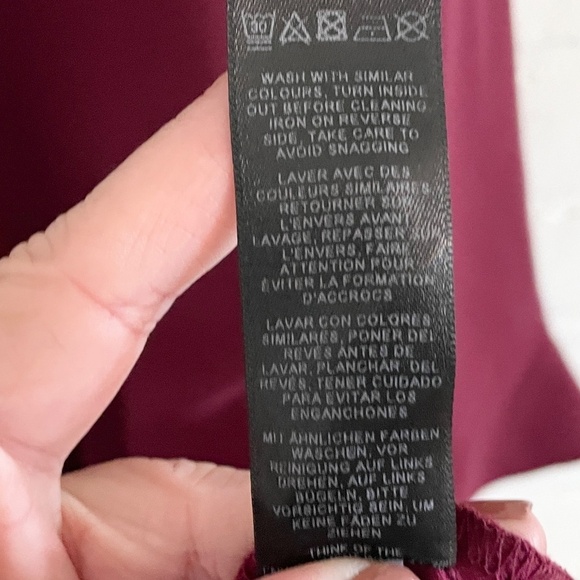 30
WASH WITH SIMILAR
COLOURS, TURN INSIDE
OUT BEFORE CLEANING,
IRON ON REVERSE
SIDE, TAKE CARE TO
AVOID SNAGGING
LAVER AVEC DES
COULEURS SIMILAIRES,
RETOURNER SUR
L'ENVERS AVANT
LAVAGE, REPASSER SUR
L'ENVERS, FAIRE
ATTENTION POUR
ÉVITER LA FORMATION
D'ACCROCS
LAVAR CON COLORES
SIMILARES, PONER DEL
REVÉS ANTES DE
LAVAR, PLANCHAR DEL
REVÉS, TENER CUIDADO
PARA EVITAR LOS
ENGANCHONES
MIT ÄHNLICHEN FARBEN
WASCHEN, VOR
REINIGUNG AUF LINKS
DREHEN, AUF LINKS
BÜGELN, BITTE
VORSICHTIG SEIN, UM
KEINE FÄDEN ZU
ZIEHEN
THINK OF THE